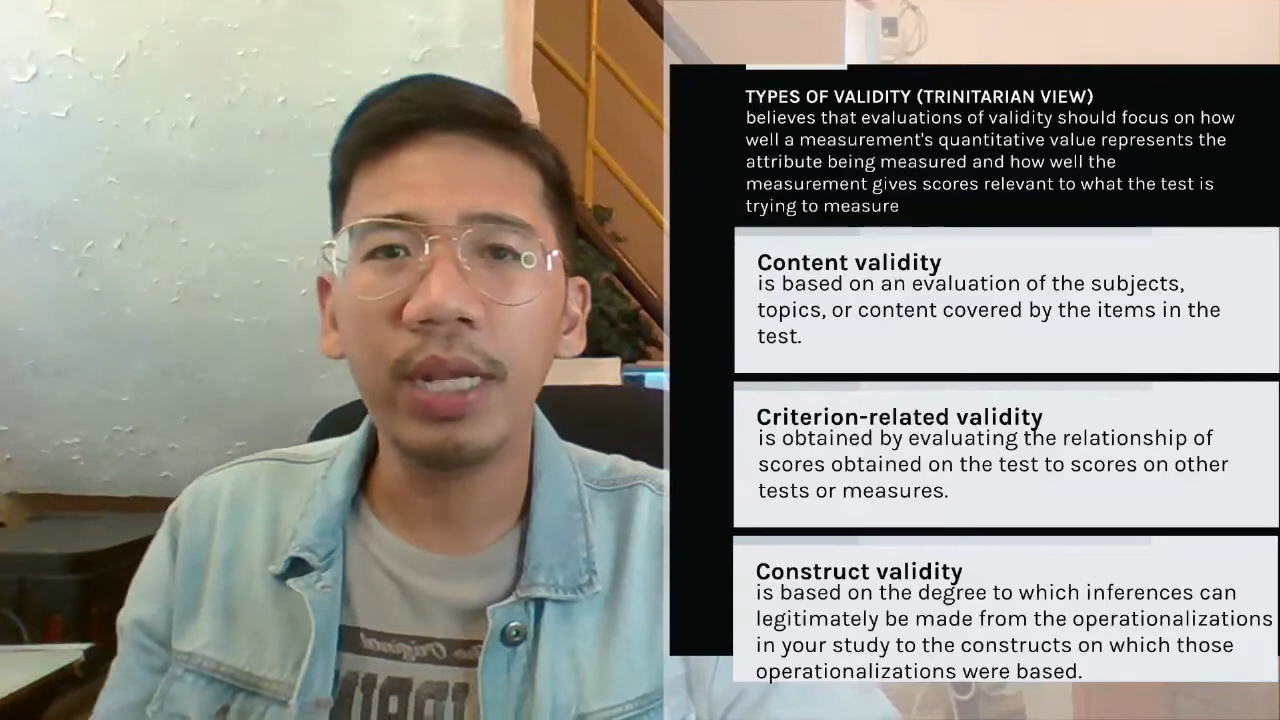 TYPES OF VALIDITY (TRINITARIAN VIEW)
believes that evaluations of validity should focus on how
well a measurement's quantitative value represents the
attribute being measured and how well the
measurement gives scores relevant to what the test is
trying to measure
Content validity
is based on an evaluation of the subjects,
topics, or content covered by the items in the
test.
Criterion-related validity
is obtained by evaluating the relationship of
scores obtained on the test to scores on other
tests or measures.
Construct validity
is based on the degree to which inferences can
legitimately be made from the operationalizations
in your study to the constructs on which those
operationalizations were based.
Original